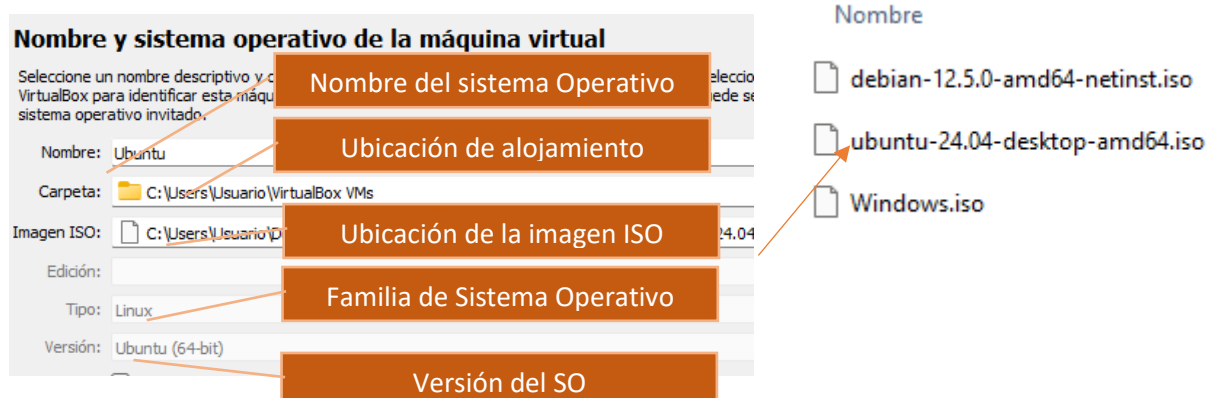 Nombre y sistema operativo de la máquina virtual
Seleccione un nombre descriptivo y
VirtualBox para identificar esta máqu
sistema operativo invitado.
Nombre del sistema Operativo
Nombre: Ubuntu
Ubicación de alojamiento
Carpeta: C:\Users\Usuario\VirtualBox VMs
Imagen ISO: C:\Users\Usuario\D
Ubicación de la imagen ISO
24.04
Edición:
Familia de Sistema Operativo
Tipo: Linux
Versión: Ubuntu (64-bit)
Versión del SO
Nombre
debian-12.5.0-amd64-netinst.iso
ubuntu-24.04-desktop-amd64.iso
Windows.iso